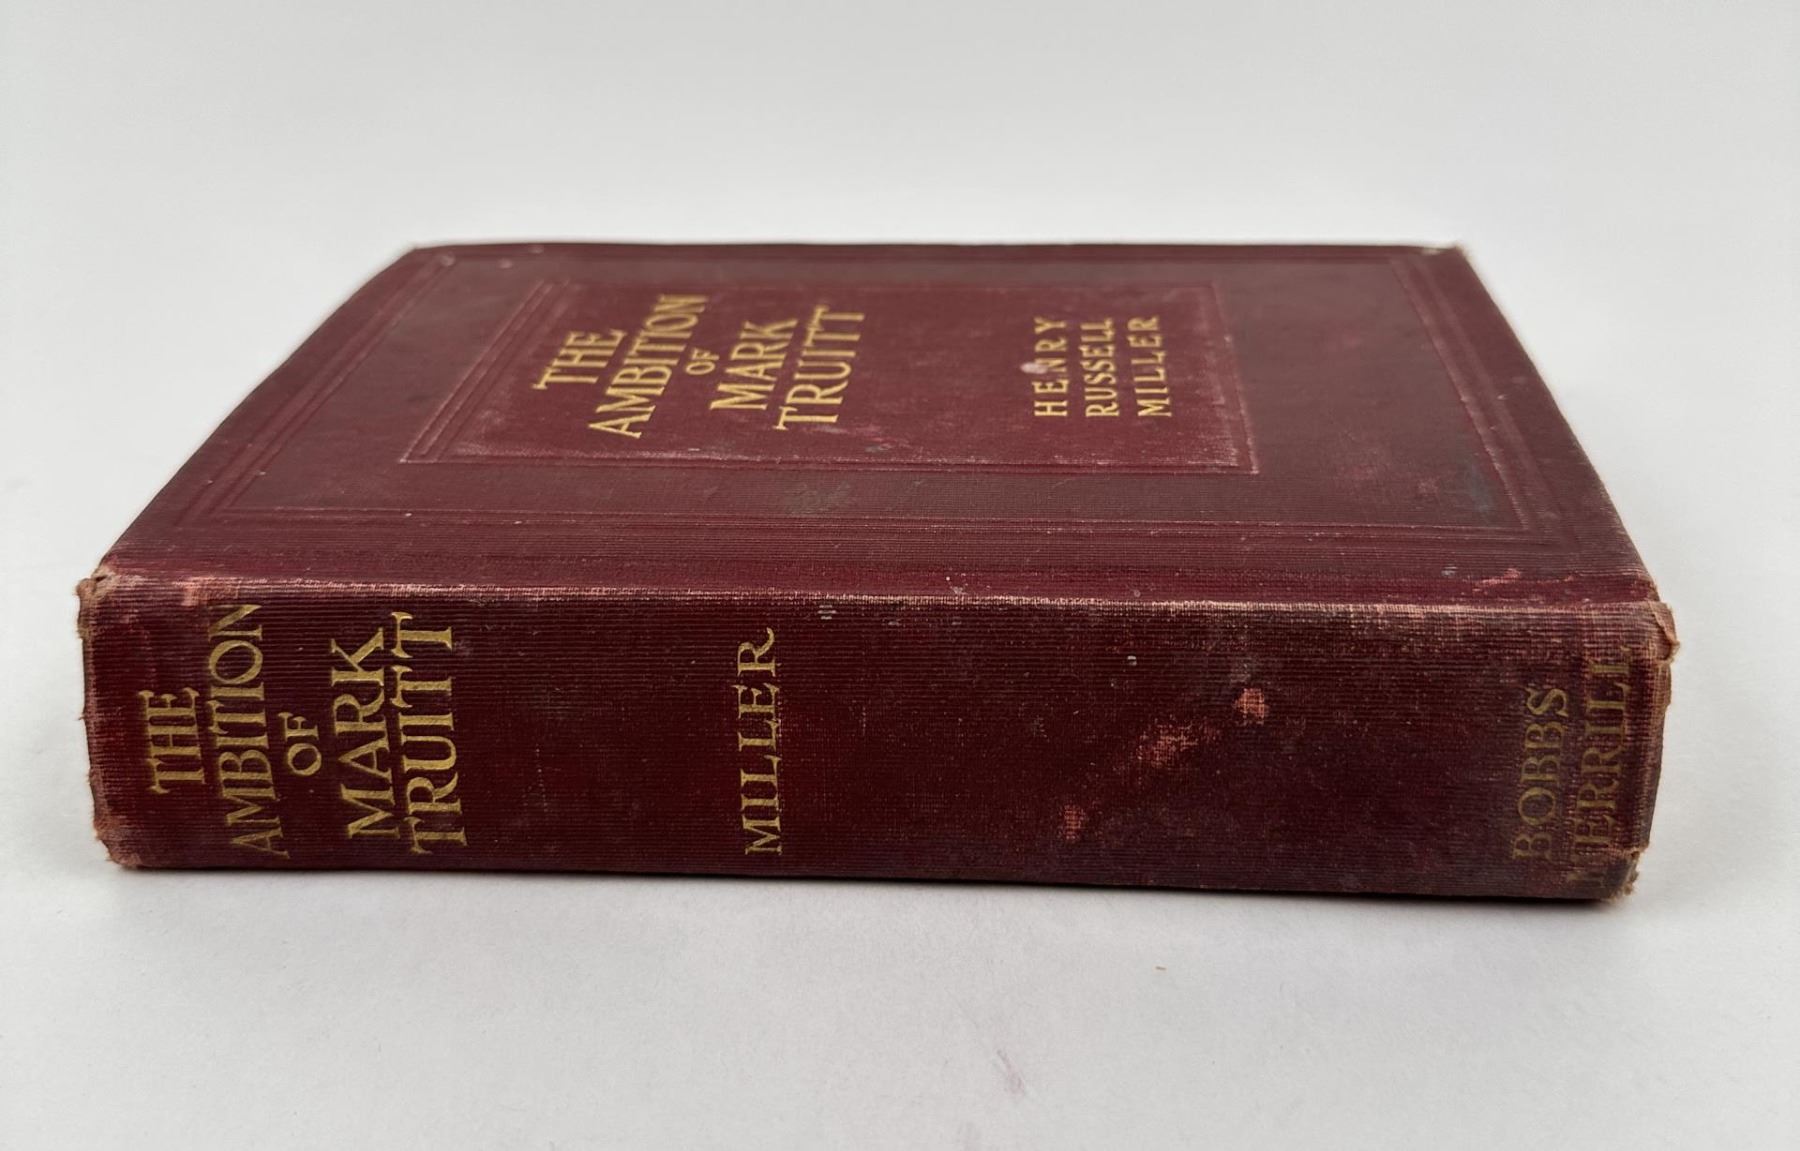 THE
AMBITION
OF
MARK
TRUITT
HENRY
RUSSELL
MILLER
THE
AMBITION
OF
MARK
TRUITT
MILLER
BOBBS
MERRILL